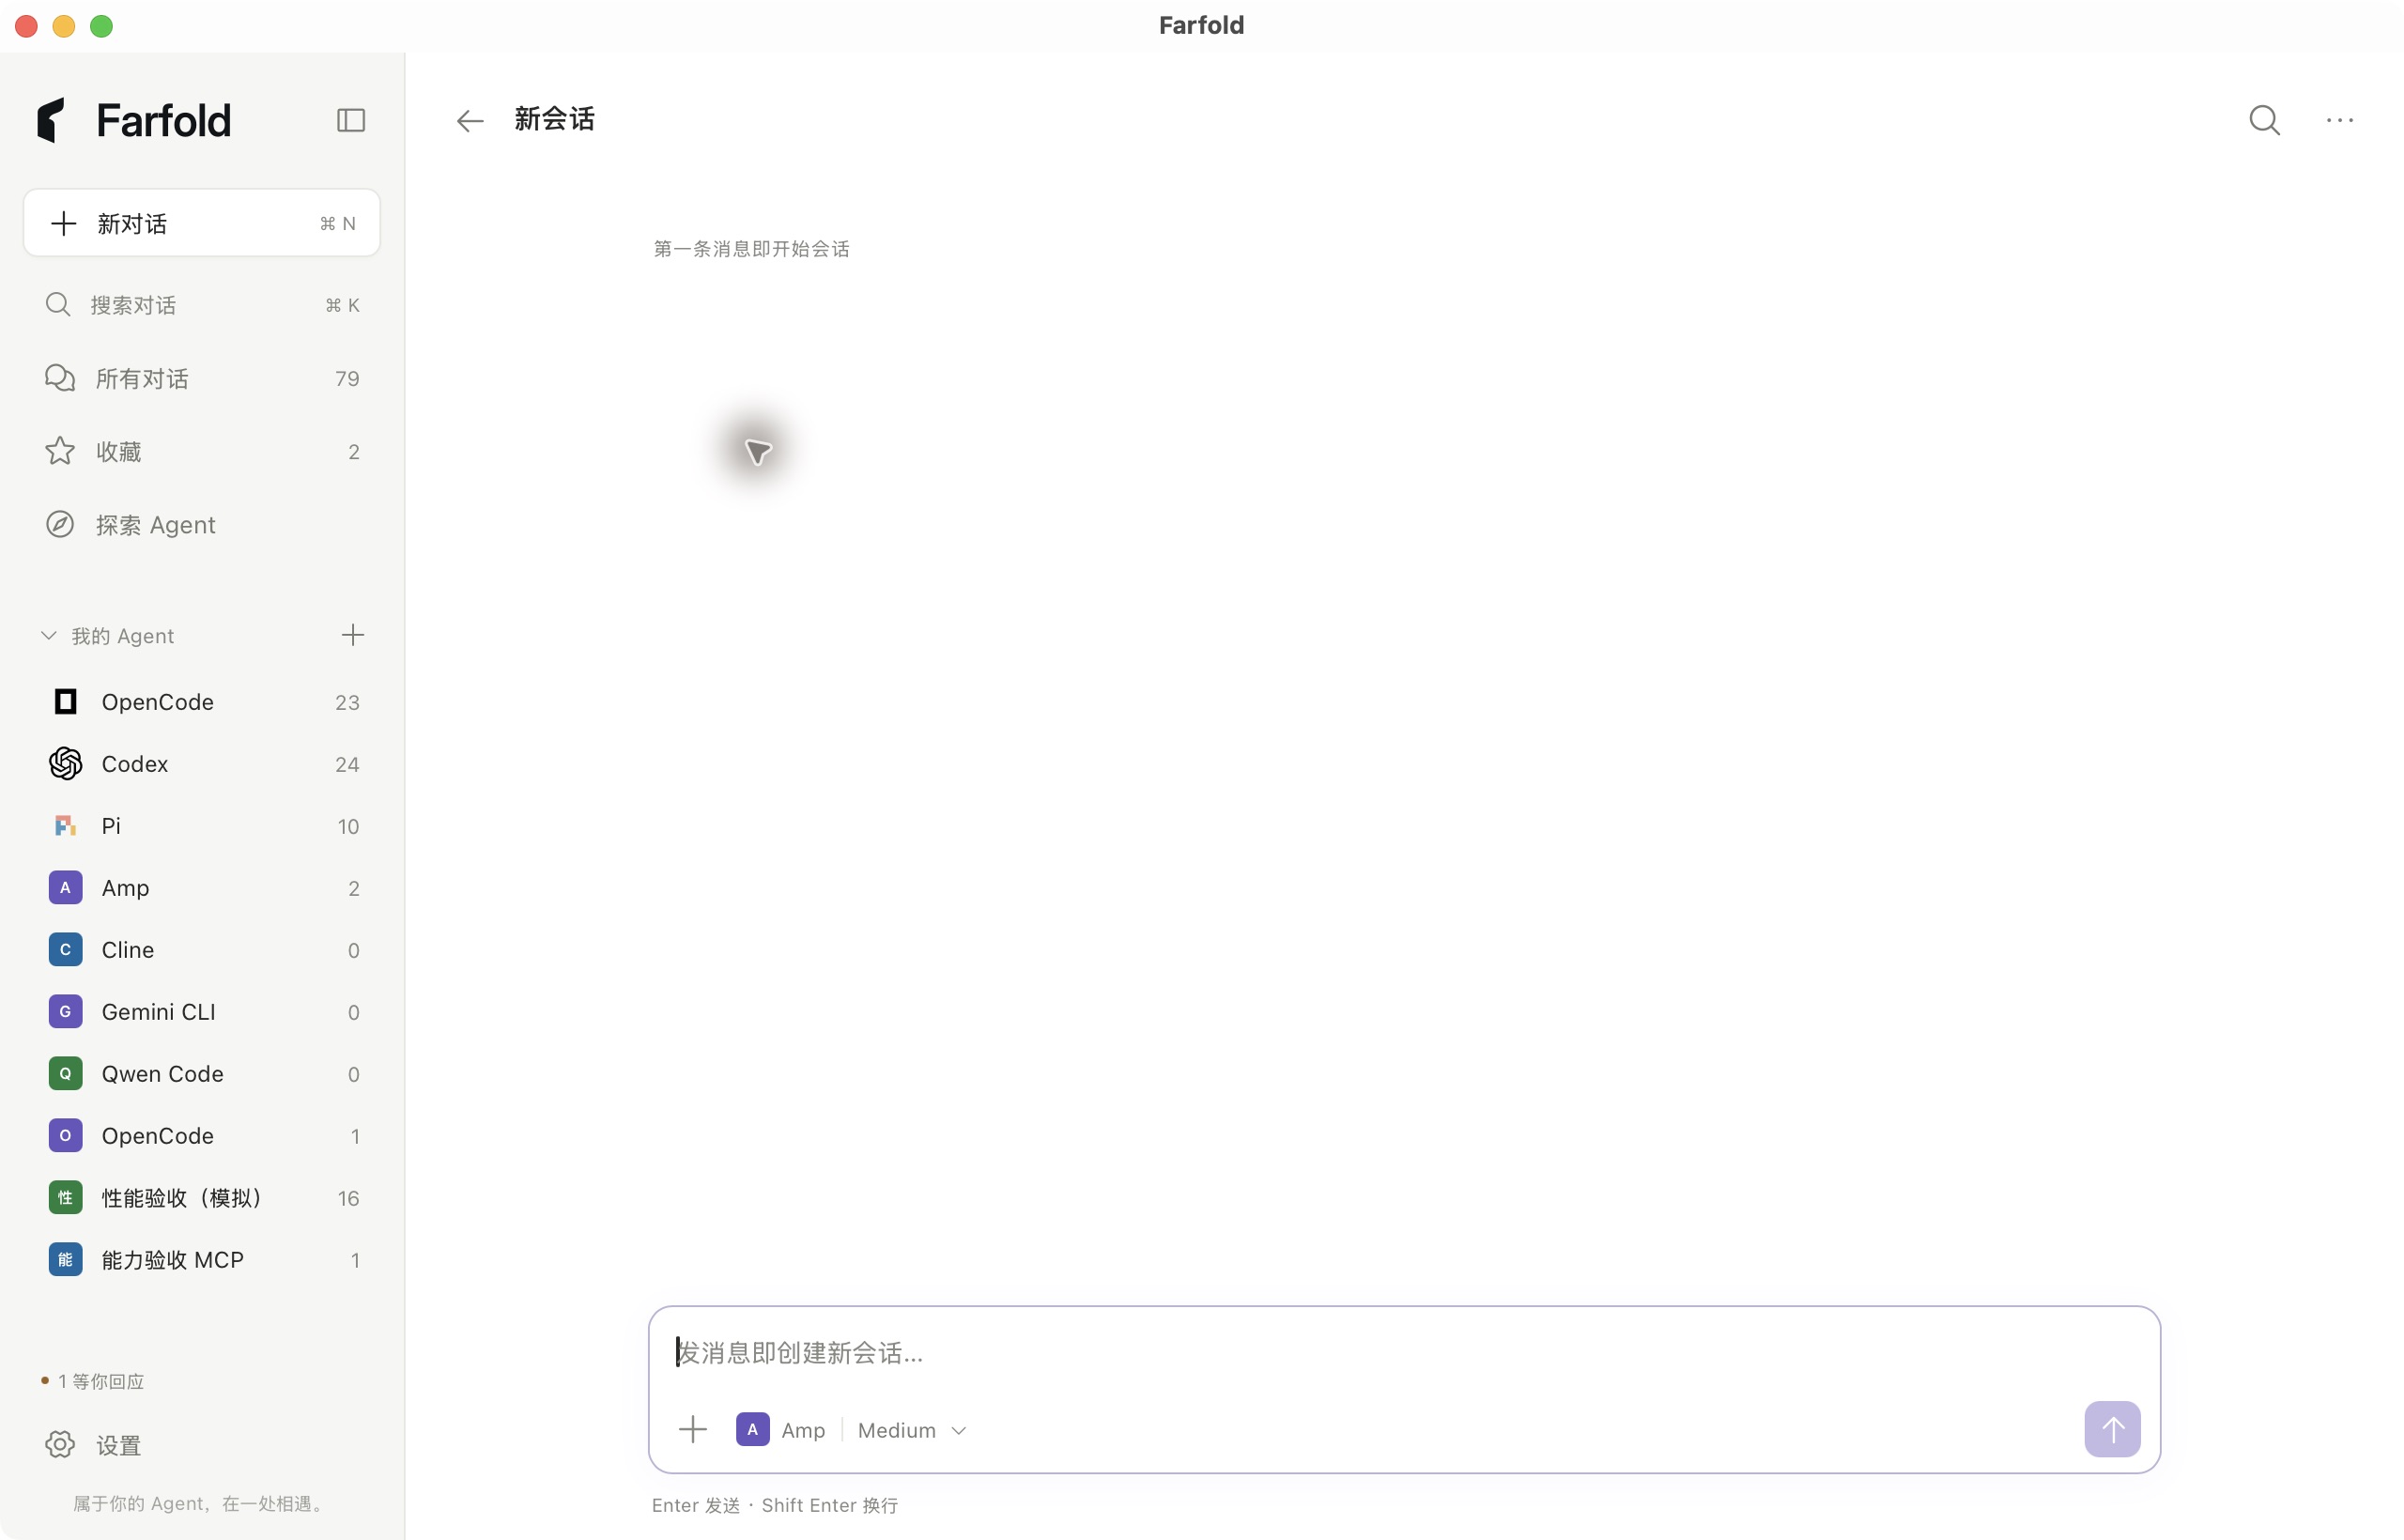 Farfold
Farfold
新对话 ⌘ N
搜索对话 ⌘ K
所有对话 79
收藏 2
探索 Agent
我的 Agent
OpenCode 23
Codex 24
Pi 10
A Amp 2
C Cline 0
G Gemini CLI 0
Q Qwen Code 0
O OpenCode 1
性 性能验收（模拟） 16
能 能力验收 MCP 1
1 等你回应
设置
属于你的 Agent，在一处相遇。
新会话
第一条消息即开始会话
发消息即创建新会话...
A Amp Medium
Enter 发送 · Shift Enter 换行